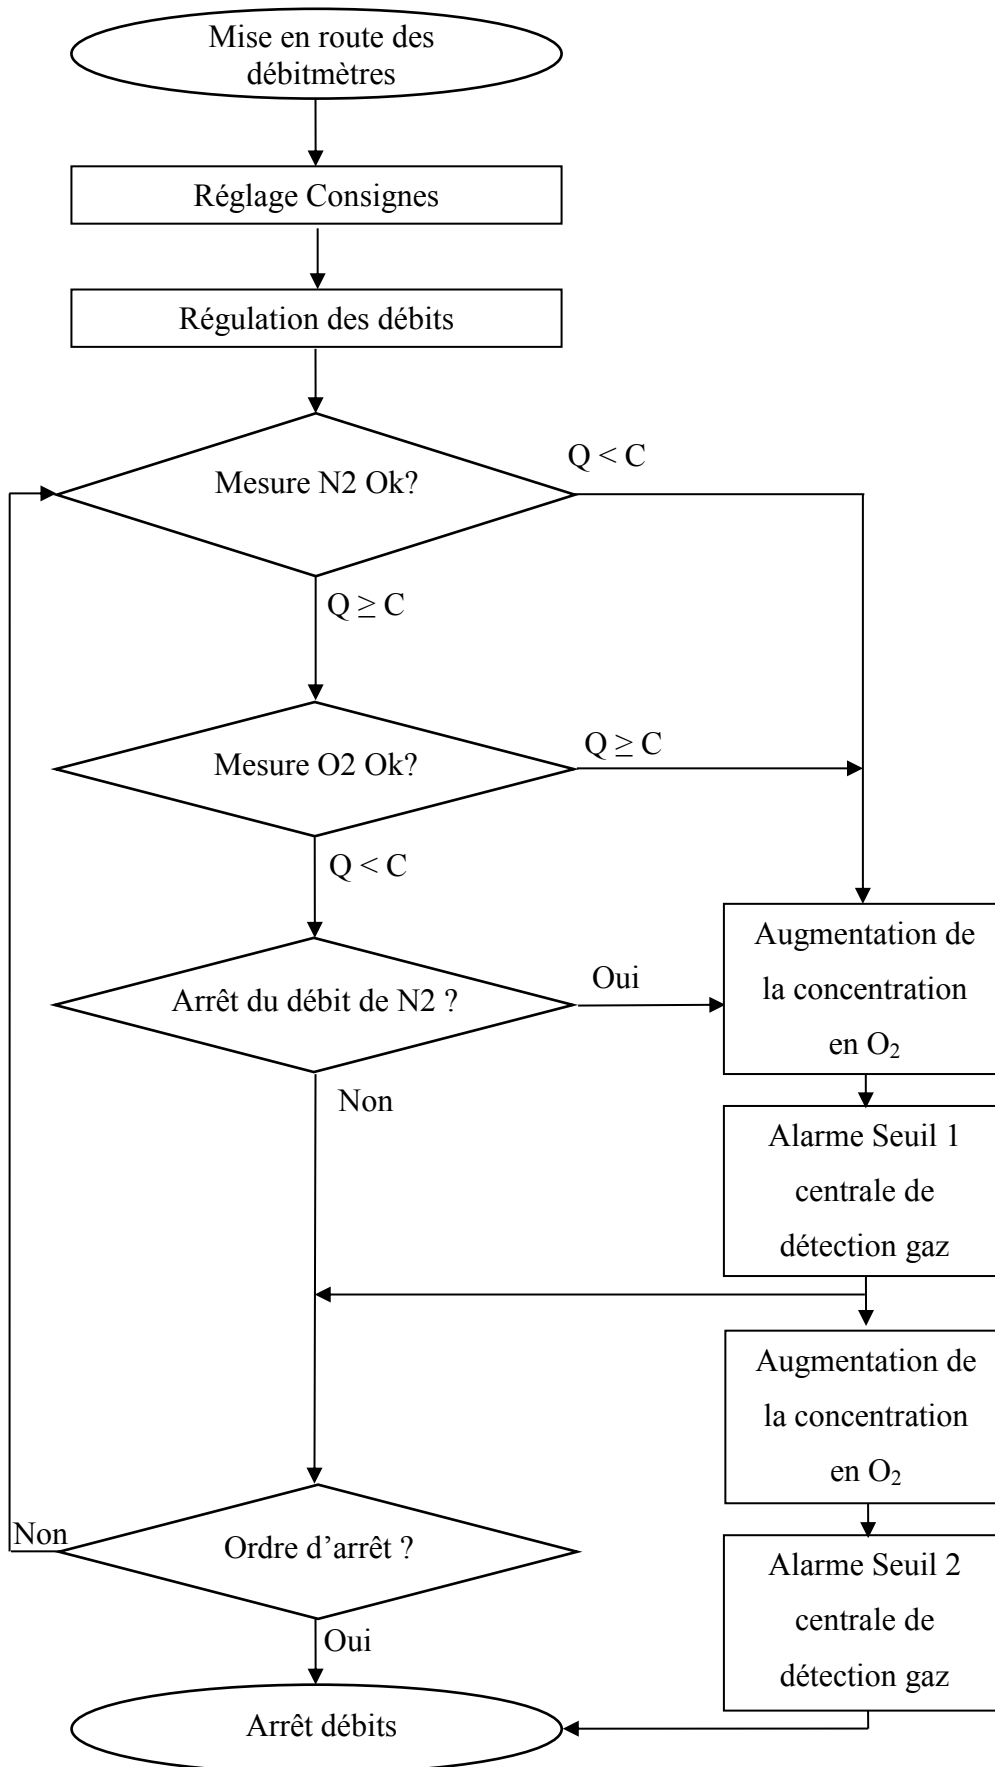 Mise en route des
débitmètres
Réglage Consignes
Régulation des débits
Mesure N2 Ok?
Q < C
Q ≥ C
Mesure O2 Ok?
Q ≥ C
Q < C
Arrêt du débit de N2 ?
Oui
Non
Augmentation de
la concentration
en O₂
Alarme Seuil 1
centrale de
détection gaz
Augmentation de
la concentration
en O₂
Alarme Seuil 2
centrale de
détection gaz
Ordre d’arrêt ?
Non
Oui
Arrêt débits